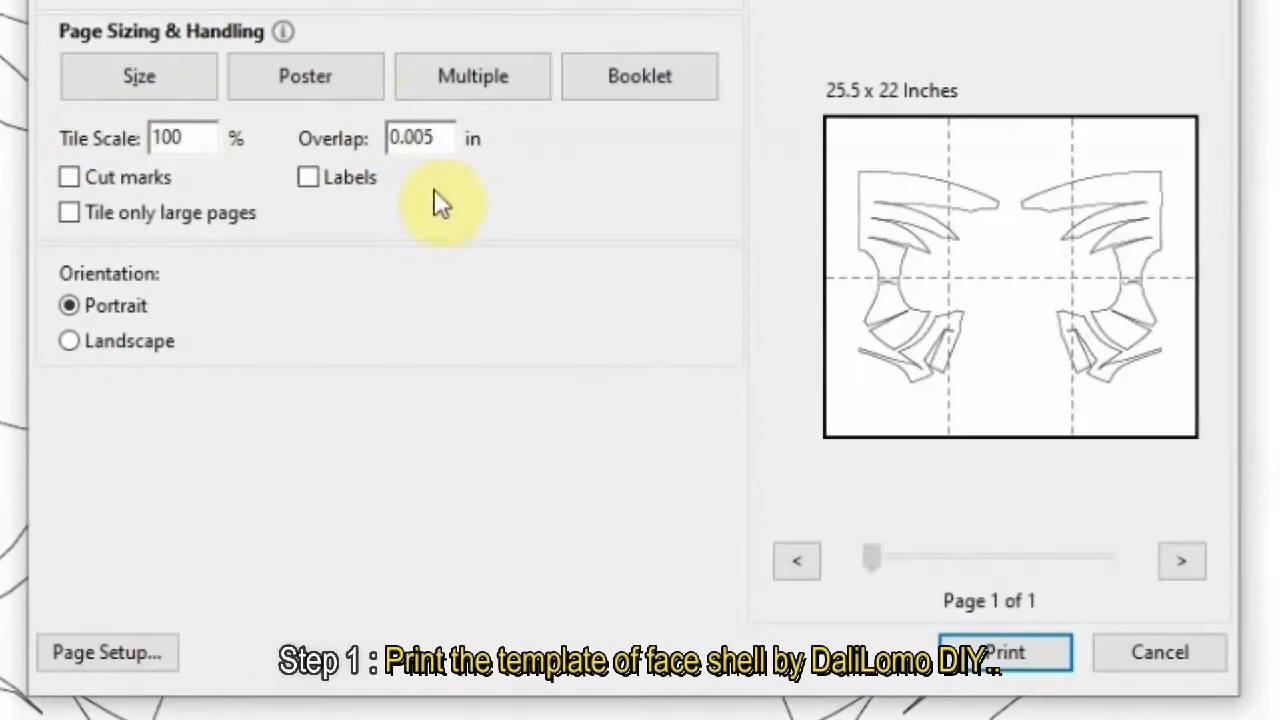 Page Sizing & Handling
Size Poster Multiple Booklet
Tile Scale: 100 % Overlap: 0.005 in
Cut marks Labels
Tile only large pages
Orientation:
Portrait
Landscape
25.5 x 22 Inches
< >
Page 1 of 1
Page Setup... Print Cancel
Step 1 : Print the template of face shell by DaliLomo DIY..